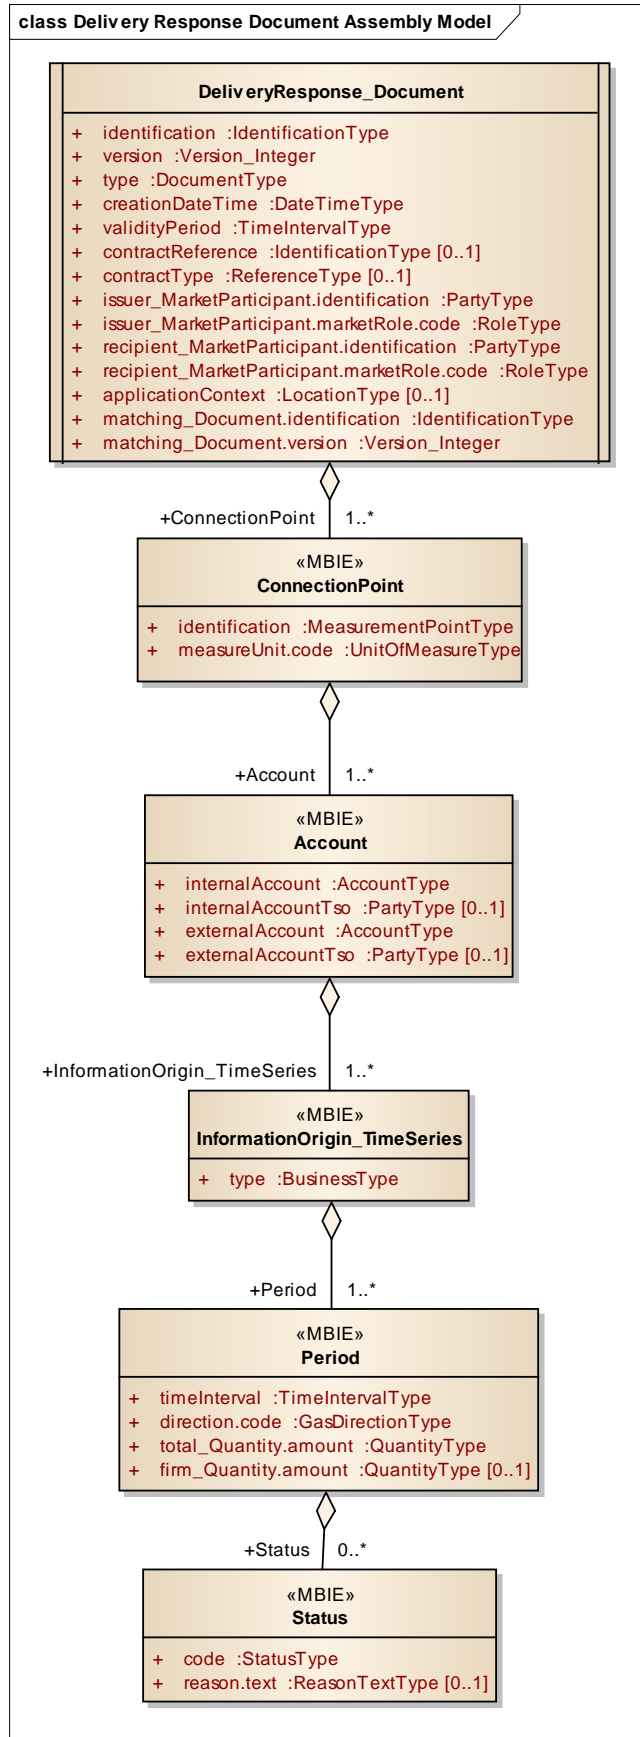 class Delivery Response Document Assembly Model
DeliveryResponse_Document
+ identification :IdentificationType
+ version :Version_Integer
+ type :DocumentType
+ creationDateTime :DateTimeType
+ validityPeriod :TimeIntervalType
+ contractReference :IdentificationType [0..1]
+ contractType :ReferenceType [0..1]
+ issuer_MarketParticipant.identification :PartyType
+ issuer_MarketParticipant.marketRole.code :RoleType
+ recipient_MarketParticipant.identification :PartyType
+ recipient_MarketParticipant.marketRole.code :RoleType
+ applicationContext :LocationType [0..1]
+ matching_Document.identification :IdentificationType
+ matching_Document.version :Version_Integer
+ConnectionPoint 1..*
«MBIE»
ConnectionPoint
+ identification :MeasurementPointType
+ measureUnit.code :UnitOfMeasureType
+Account 1..*
«MBIE»
Account
+ internalAccount :AccountType
+ internalAccountTso :PartyType [0..1]
+ externalAccount :AccountType
+ externalAccountTso :PartyType [0..1]
+InformationOrigin_TimeSeries 1..*
«MBIE»
InformationOrigin_TimeSeries
+ type :BusinessType
+Period 1..*
«MBIE»
Period
+ timeInterval :TimeIntervalType
+ direction.code :GasDirectionType
+ total_Quantity.amount :QuantityType
+ firm_Quantity.amount :QuantityType [0..1]
+Status 0..*
«MBIE»
Status
+ code :StatusType
+ reason.text :ReasonTextType [0..1]